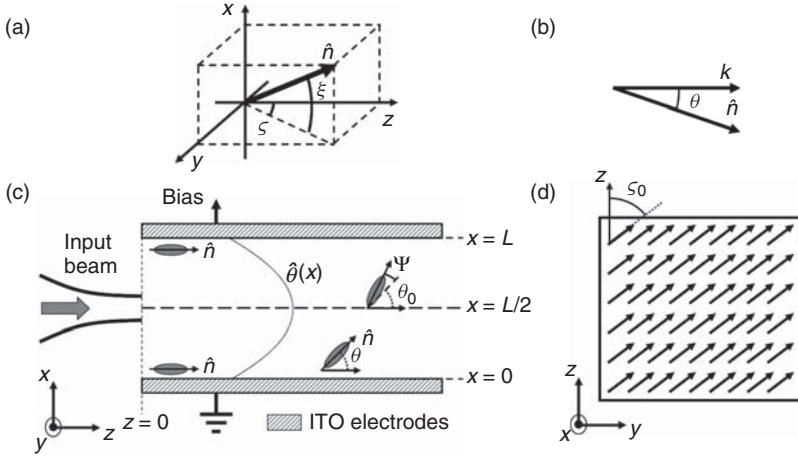 (a)
x
n̂
ξ
ς
z
y
(b)
k
θ
n̂
(c)
Bias
Input
beam
n̂
θ̂(x)
Ψ
θ₀
x = L
x = L/2
n̂
θ
n̂
x = 0
x
y
z
z = 0
ITO electrodes
(d)
z
ς₀
z
x
y